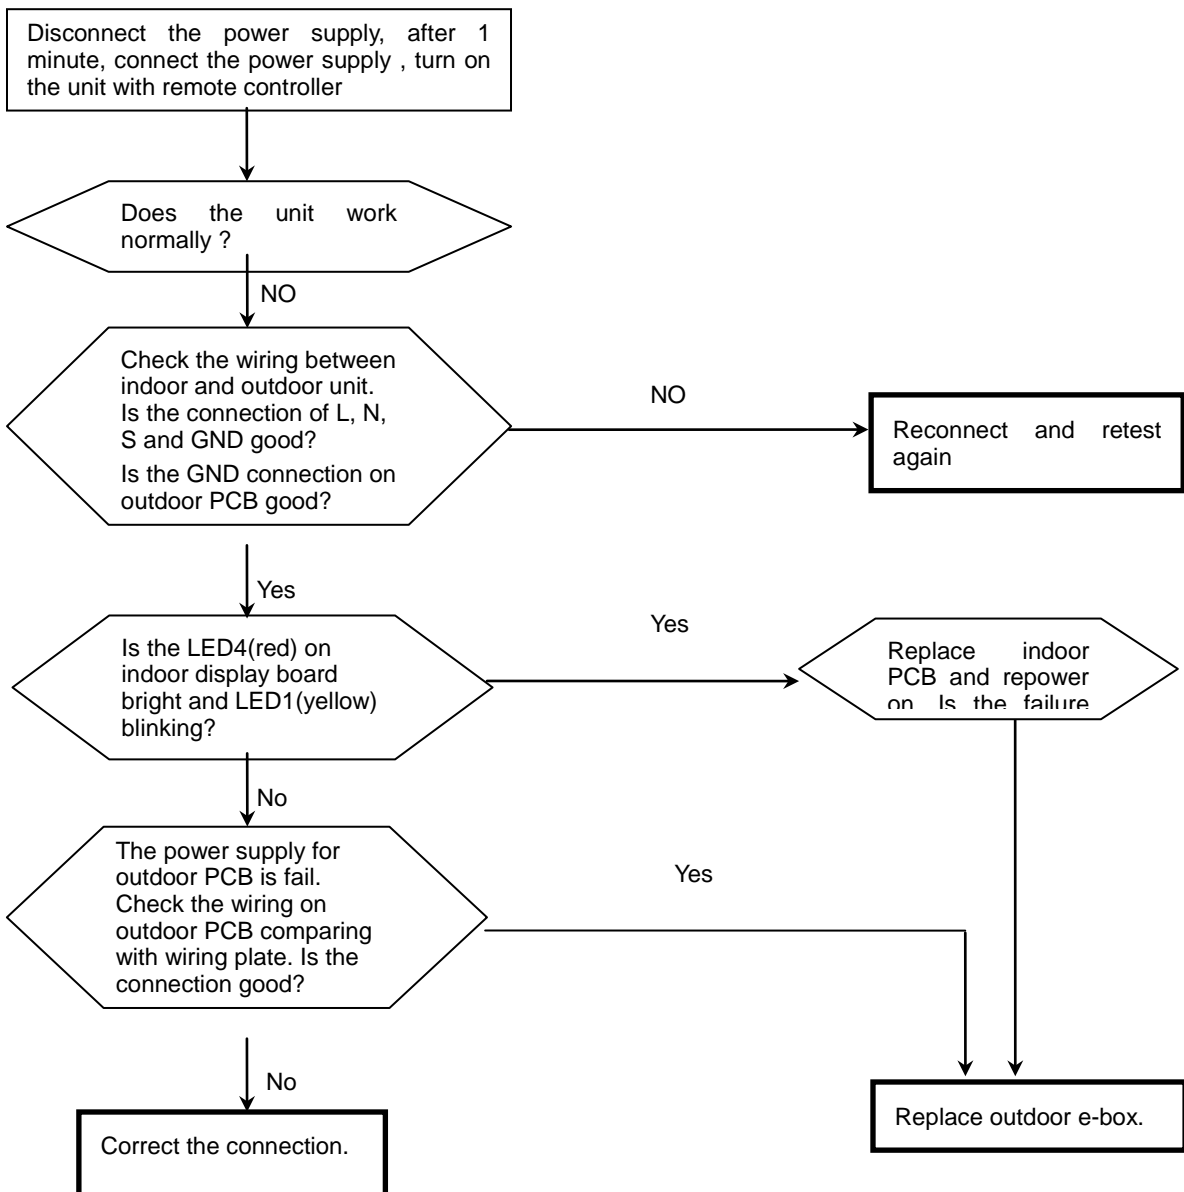 Disconnect the power supply, after 1
minute, connect the power supply , turn on
the unit with remote controller
Does the unit work
normally ?
NO
Check the wiring between
indoor and outdoor unit.
Is the connection of L, N,
S and GND good?
Is the GND connection on
outdoor PCB good?
NO
Reconnect and retest
again
Yes
Is the LED4(red) on
indoor display board
bright and LED1(yellow)
blinking?
Yes
Replace indoor
PCB and repower
on. Is the failure
No
The power supply for
outdoor PCB is fail.
Check the wiring on
outdoor PCB comparing
with wiring plate. Is the
connection good?
Yes
No
Correct the connection.
Replace outdoor e-box.